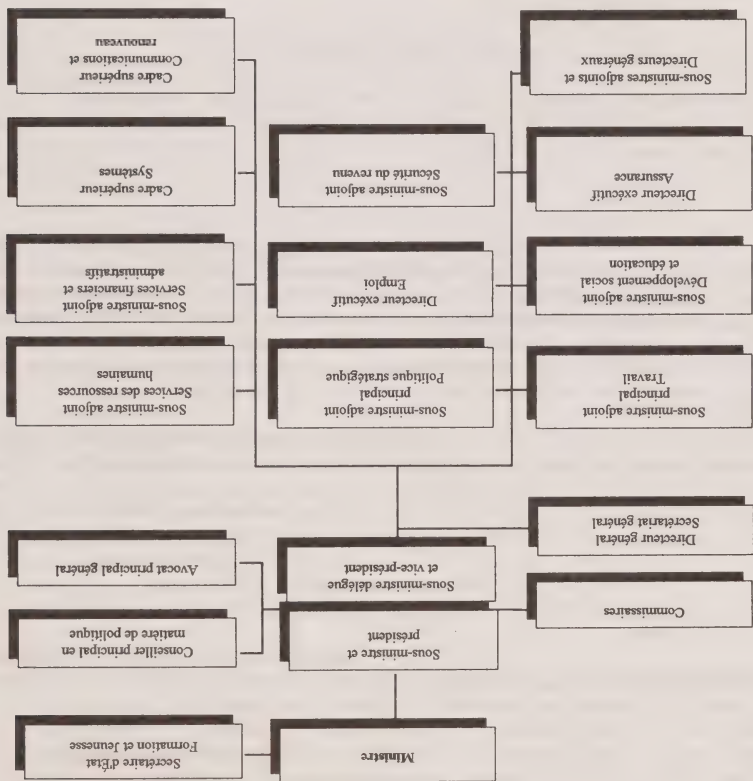 Ministre
Secrétaire d'État
Formation et Jeunesse
Commissaires
Sous-ministre et
président
Conseiller principal en
matière de politique
Directeur général
Secrétariat général
Sous-ministre délégué
et vice-président
Avocat principal général
Sous-ministre adjoint
principal
Travail
Sous-ministre adjoint
principal
Politique stratégique
Sous-ministre adjoint
Services des ressources
humaines
Sous-ministre adjoint
Développement social
et éducation
Directeur exécutif
Emploi
Sous-ministre adjoint
Services financiers et
administratifs
Directeur exécutif
Assurance
Sous-ministre adjoint
Sécurité du revenu
Cadre supérieur
Systèmes
Sous-ministres adjoints et
Directeurs généraux
Cadre supérieur
Communications et
renouveau